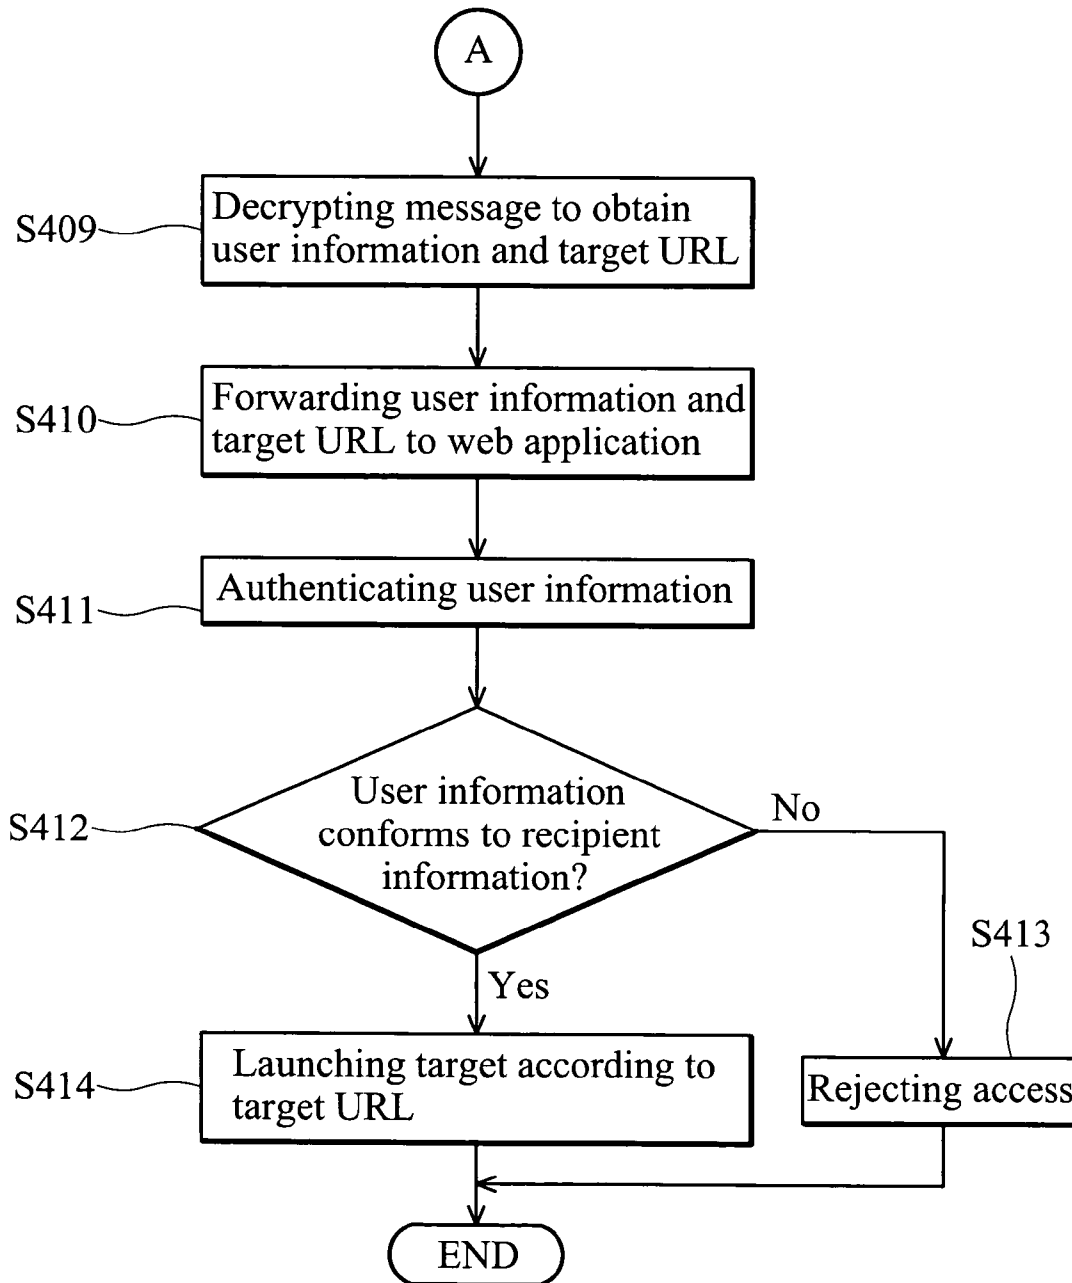 A
S409
Decrypting message to obtain
user information and target URL
S410
Forwarding user information and
target URL to web application
S411
Authenticating user information
S412
User information
conforms to recipient
information?
No
S413
Yes
S414
Launching target according to
target URL
Rejecting access
END